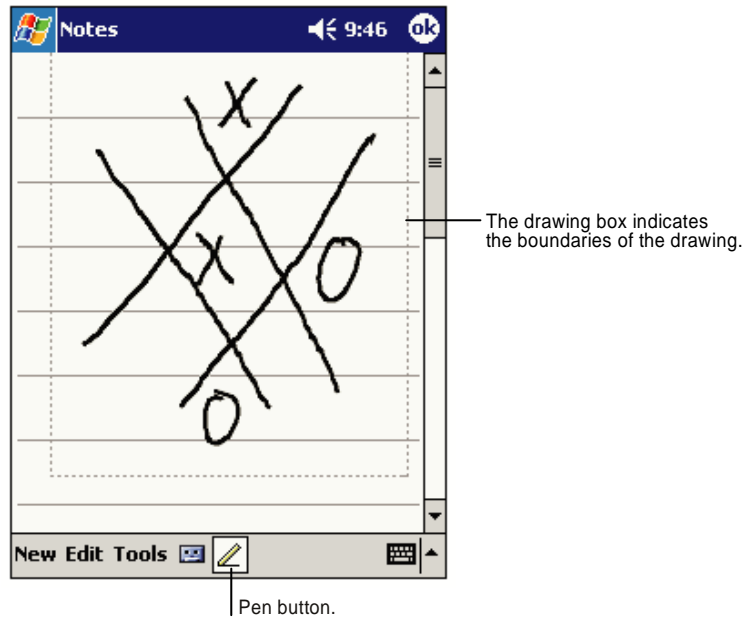 Notes 9:46 ok
X
X
O
O
The drawing box indicates
the boundaries of the drawing.
New Edit Tools
Pen button.